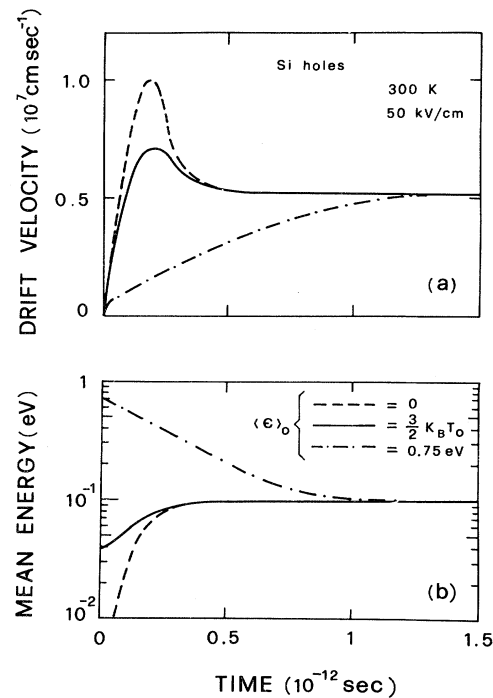 DRIFT VELOCITY (10⁷cm sec⁻¹)
Si holes
300 K
50 kV/cm
1.0
0.5
0
(a)
MEAN ENERGY (eV)
1
10⁻¹
10⁻²
⟨ϵ⟩₀
= 0
= 3/2 K_B T₀
= 0.75 eV
(b)
0
0.5
1
1.5
TIME (10⁻¹² sec)